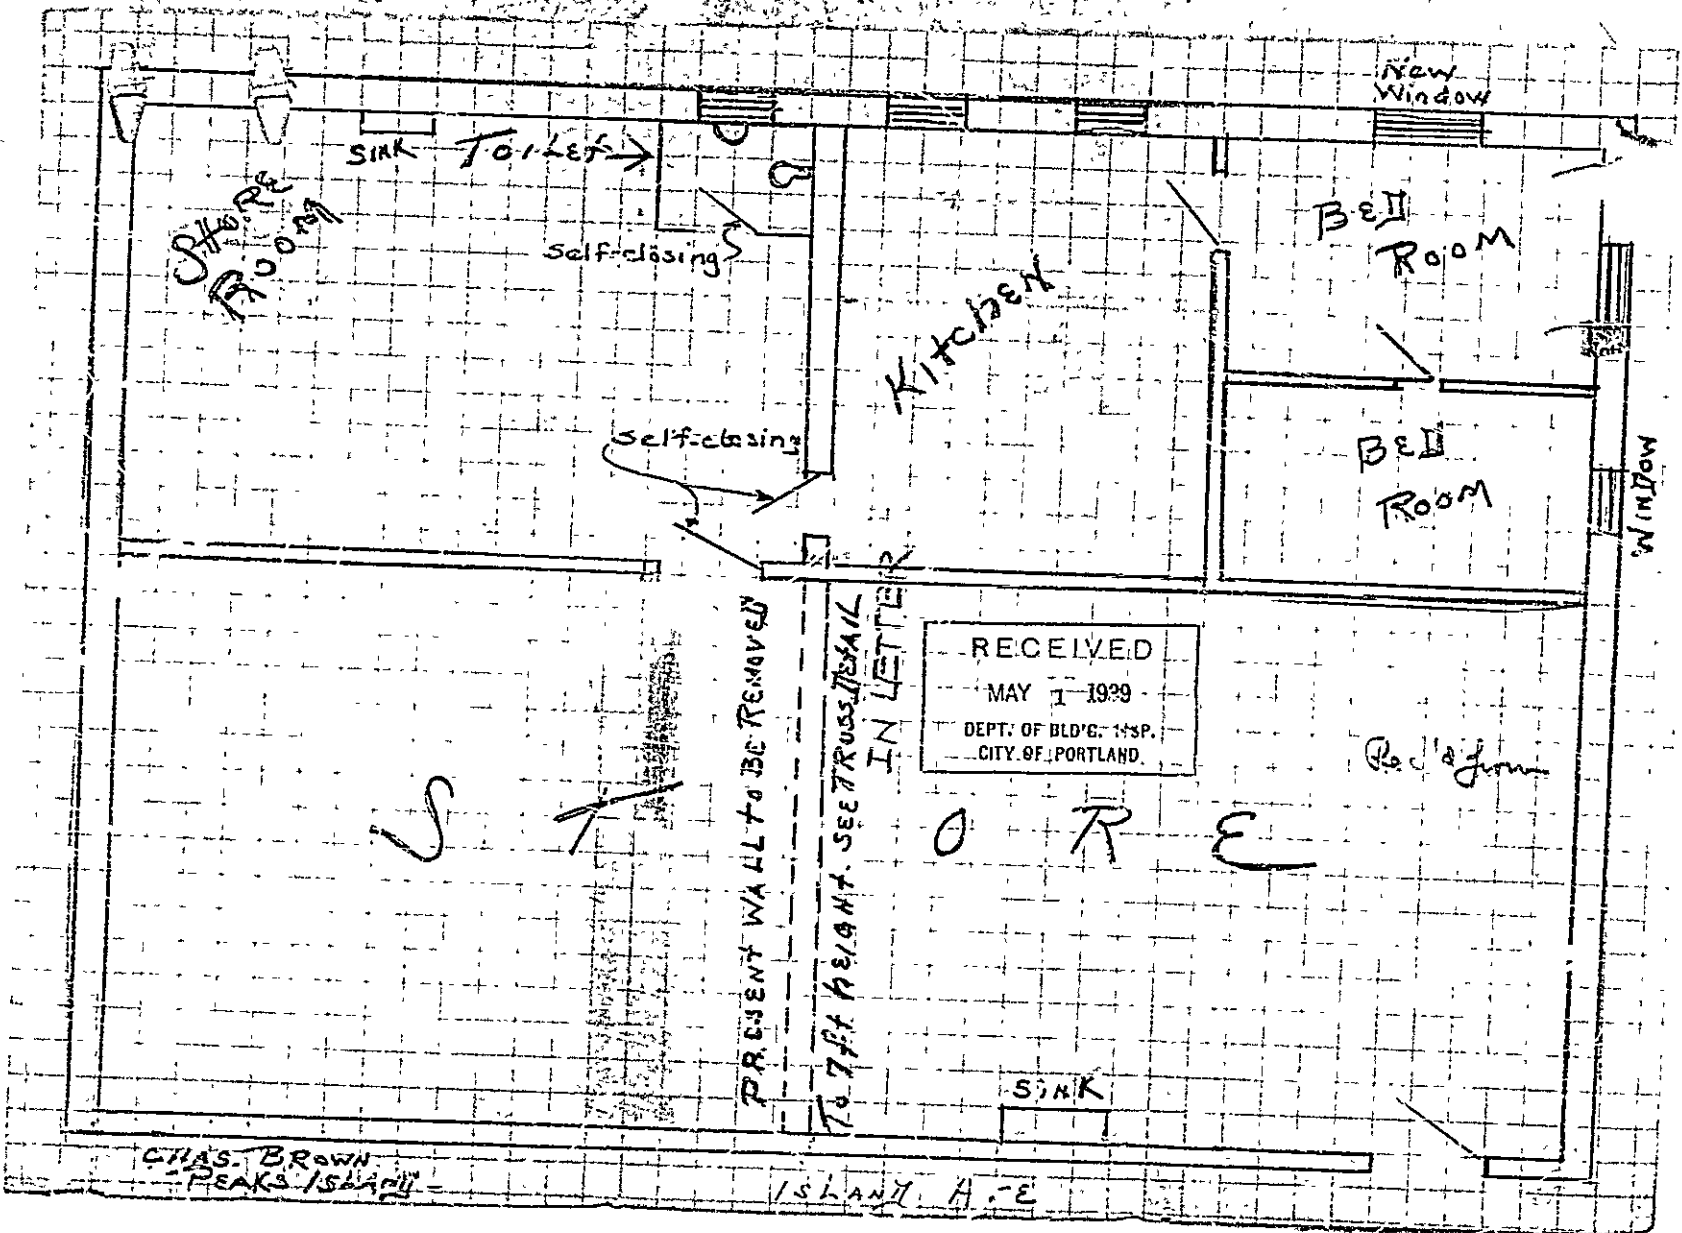 New
Window
SINK TOILET
Self-closing
BED
ROOM
Kitchen
Self-closing
BED
ROOM
WINDOW
PRESENT WALL TO BE REMOVED
TO 7 ft. HEIGHT. SEE TRUSS DETAIL
IN LETTER
RECEIVED
MAY 1 1939
DEPT. OF BLD'G. INSP.
CITY OF PORTLAND
Rec'd from
STORE
SINK
CHAS. BROWN
PEAKS ISLAND
ISLAND